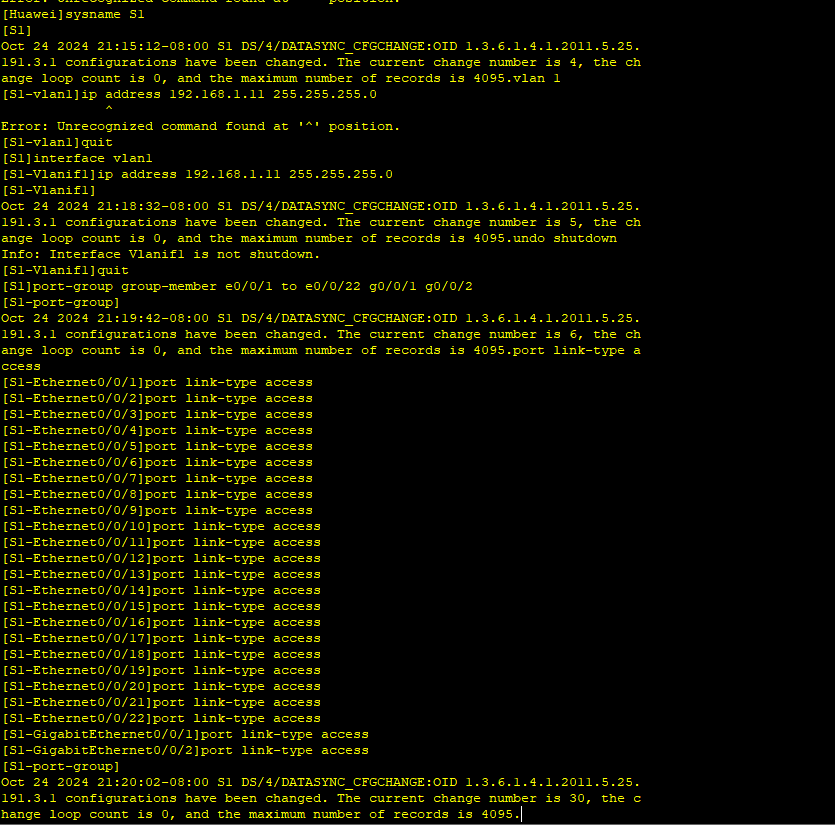 [Huawei]sysname S1
[S1]
Oct 24 2024 21:15:12-08:00 S1 DS/4/DATASYNC_CFGCHANGE:OID 1.3.6.1.4.1.2011.5.25.
191.3.1 configurations have been changed. The current change number is 4, the ch
ange loop count is 0, and the maximum number of records is 4095.vlan 1
[S1-vlan1]ip address 192.168.1.11 255.255.255.0
^
Error: Unrecognized command found at '^' position.
[S1-vlan1]quit
[S1]interface vlan1
[S1-Vlanif1]ip address 192.168.1.11 255.255.255.0
[S1-Vlanif1]
Oct 24 2024 21:18:32-08:00 S1 DS/4/DATASYNC_CFGCHANGE:OID 1.3.6.1.4.1.2011.5.25.
191.3.1 configurations have been changed. The current change number is 5, the ch
ange loop count is 0, and the maximum number of records is 4095.undo shutdown
Info: Interface Vlanif1 is not shutdown.
[S1-Vlanif1]quit
[S1]port-group group-member e0/0/1 to e0/0/22 g0/0/1 g0/0/2
[S1-port-group]
Oct 24 2024 21:19:42-08:00 S1 DS/4/DATASYNC_CFGCHANGE:OID 1.3.6.1.4.1.2011.5.25.
191.3.1 configurations have been changed. The current change number is 6, the ch
ange loop count is 0, and the maximum number of records is 4095.port link-type a
ccess
[S1-Ethernet0/0/1]port link-type access
[S1-Ethernet0/0/2]port link-type access
[S1-Ethernet0/0/3]port link-type access
[S1-Ethernet0/0/4]port link-type access
[S1-Ethernet0/0/5]port link-type access
[S1-Ethernet0/0/6]port link-type access
[S1-Ethernet0/0/7]port link-type access
[S1-Ethernet0/0/8]port link-type access
[S1-Ethernet0/0/9]port link-type access
[S1-Ethernet0/0/10]port link-type access
[S1-Ethernet0/0/11]port link-type access
[S1-Ethernet0/0/12]port link-type access
[S1-Ethernet0/0/13]port link-type access
[S1-Ethernet0/0/14]port link-type access
[S1-Ethernet0/0/15]port link-type access
[S1-Ethernet0/0/16]port link-type access
[S1-Ethernet0/0/17]port link-type access
[S1-Ethernet0/0/18]port link-type access
[S1-Ethernet0/0/19]port link-type access
[S1-Ethernet0/0/20]port link-type access
[S1-Ethernet0/0/21]port link-type access
[S1-Ethernet0/0/22]port link-type access
[S1-GigabitEthernet0/0/1]port link-type access
[S1-GigabitEthernet0/0/2]port link-type access
[S1-port-group]
Oct 24 2024 21:20:02-08:00 S1 DS/4/DATASYNC_CFGCHANGE:OID 1.3.6.1.4.1.2011.5.25.
191.3.1 configurations have been changed. The current change number is 30, the c
hange loop count is 0, and the maximum number of records is 4095.